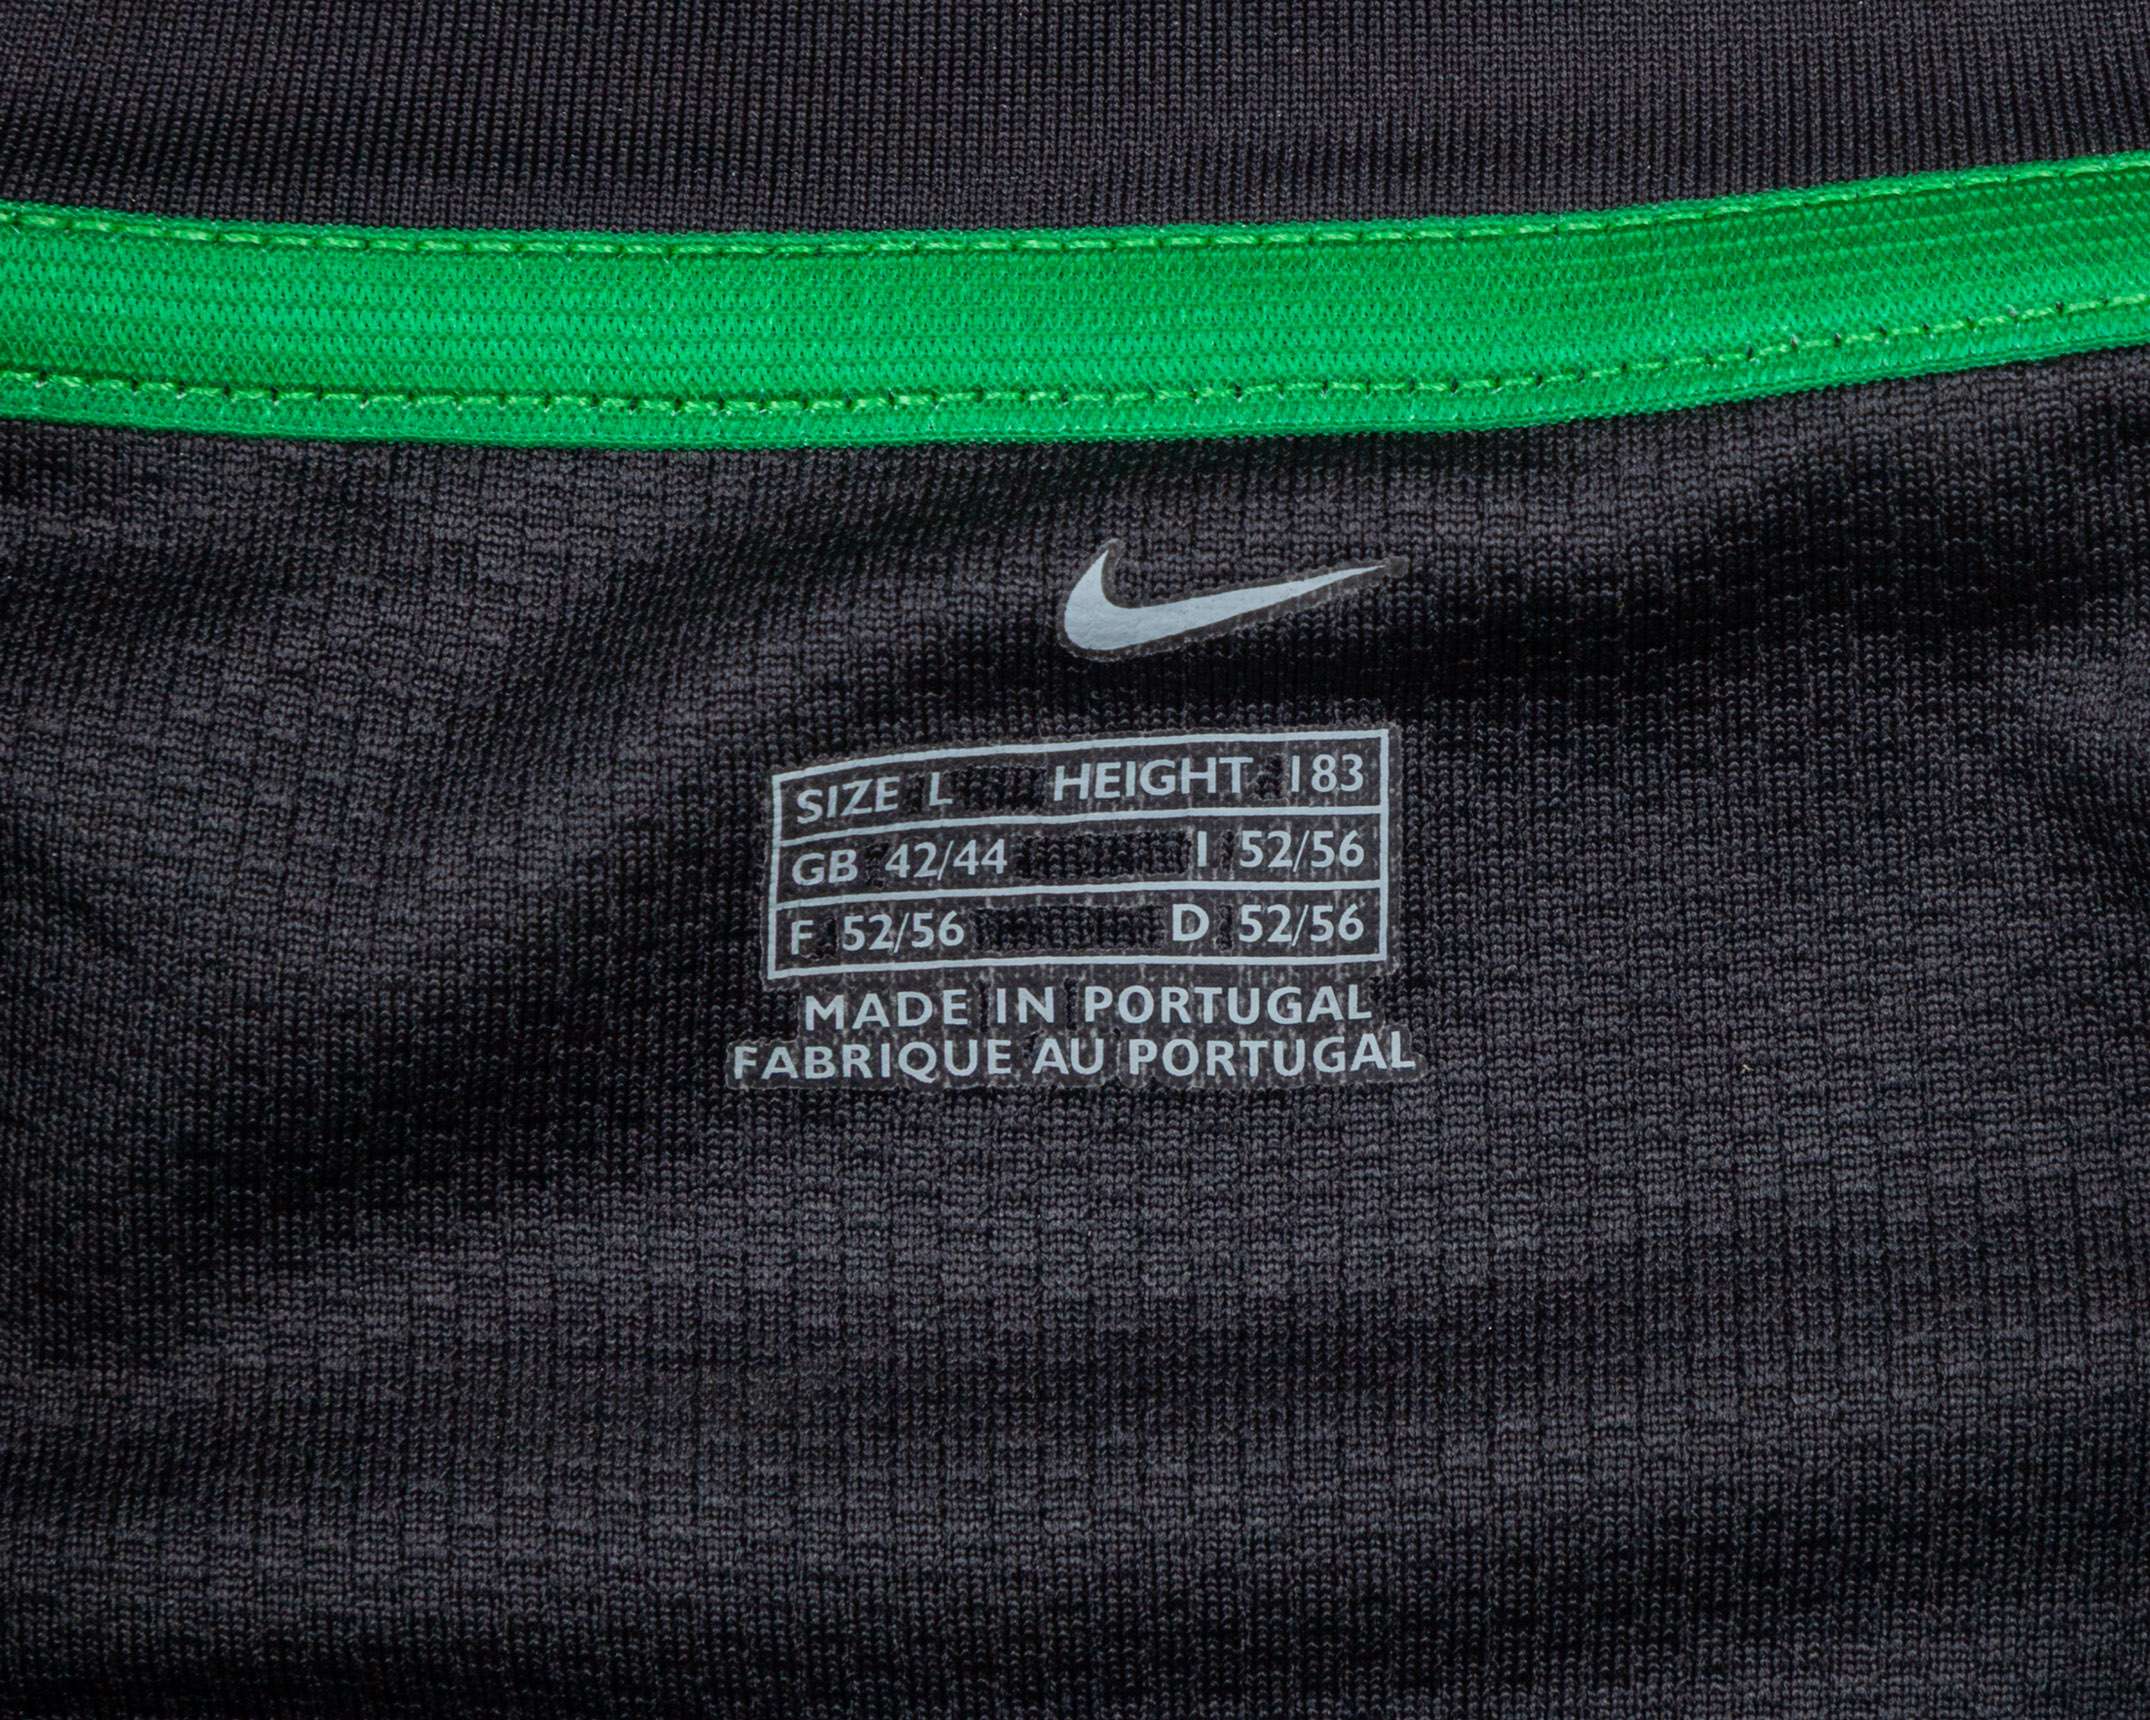 SIZE L HEIGHT 183
GB 42/44 I 52/56
F 52/56 D 52/56
MADE IN PORTUGAL
FABRIQUE AU PORTUGAL